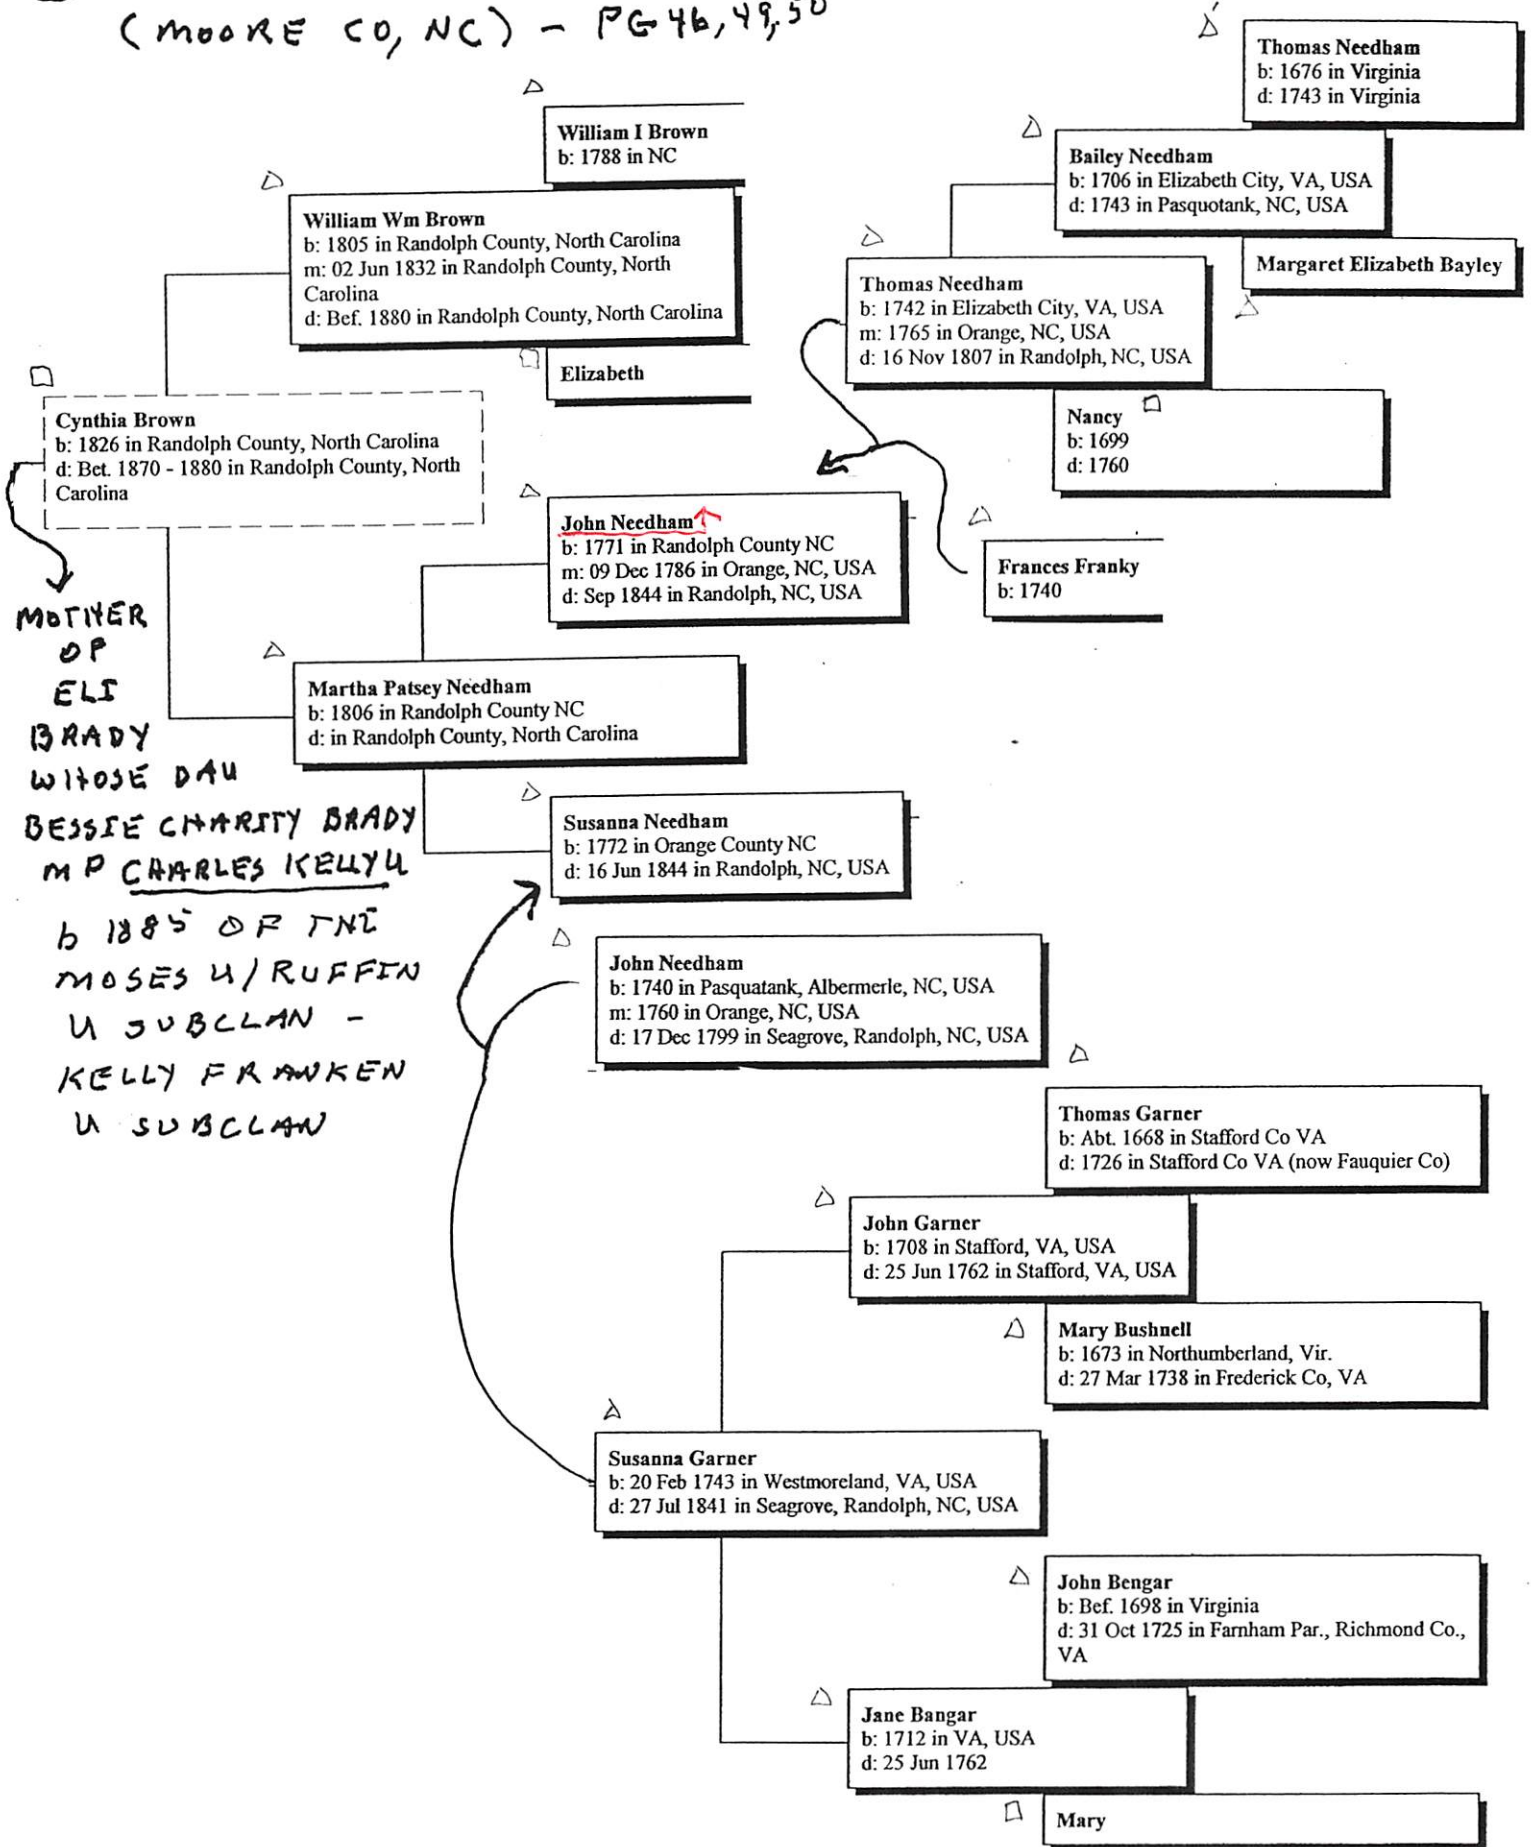 (MOORE CO, NC) - PG 46, 49, 50
Thomas Needham
b: 1676 in Virginia
d: 1743 in Virginia
William I Brown
b: 1788 in NC
Bailey Needham
b: 1706 in Elizabeth City, VA, USA
d: 1743 in Pasquotank, NC, USA
William Wm Brown
b: 1805 in Randolph County, North Carolina
m: 02 Jun 1832 in Randolph County, North
Carolina
d: Bef. 1880 in Randolph County, North Carolina
Margaret Elizabeth Bayley
Thomas Needham
b: 1742 in Elizabeth City, VA, USA
m: 1765 in Orange, NC, USA
d: 16 Nov 1807 in Randolph, NC, USA
Elizabeth
Cynthia Brown
b: 1826 in Randolph County, North Carolina
d: Bet. 1870 - 1880 in Randolph County, North
Carolina
Nancy
b: 1699
d: 1760
John Needham
b: 1771 in Randolph County NC
m: 09 Dec 1786 in Orange, NC, USA
d: Sep 1844 in Randolph, NC, USA
Frances Franky
b: 1740
MOTHER
OF
ELI
BRADY
WHOSE DAU
BESSIE CHARITY BRADY
M P CHARLES KELLY U
b 1885 OF THE
MOSES U/RUFFIN
U SUBCLAN -
KELLY FRANKEN
U SUBCLAN
Martha Patsey Needham
b: 1806 in Randolph County NC
d: in Randolph County, North Carolina
Susanna Needham
b: 1772 in Orange County NC
d: 16 Jun 1844 in Randolph, NC, USA
John Needham
b: 1740 in Pasquatank, Albermerle, NC, USA
m: 1760 in Orange, NC, USA
d: 17 Dec 1799 in Seagrove, Randolph, NC, USA
Thomas Garner
b: Abt. 1668 in Stafford Co VA
d: 1726 in Stafford Co VA (now Fauquier Co)
John Garner
b: 1708 in Stafford, VA, USA
d: 25 Jun 1762 in Stafford, VA, USA
Mary Bushnell
b: 1673 in Northumberland, Vir.
d: 27 Mar 1738 in Frederick Co, VA
Susanna Garner
b: 20 Feb 1743 in Westmoreland, VA, USA
d: 27 Jul 1841 in Seagrove, Randolph, NC, USA
John Bengar
b: Bef. 1698 in Virginia
d: 31 Oct 1725 in Farnham Par., Richmond Co.,
VA
Jane Bangar
b: 1712 in VA, USA
d: 25 Jun 1762
Mary